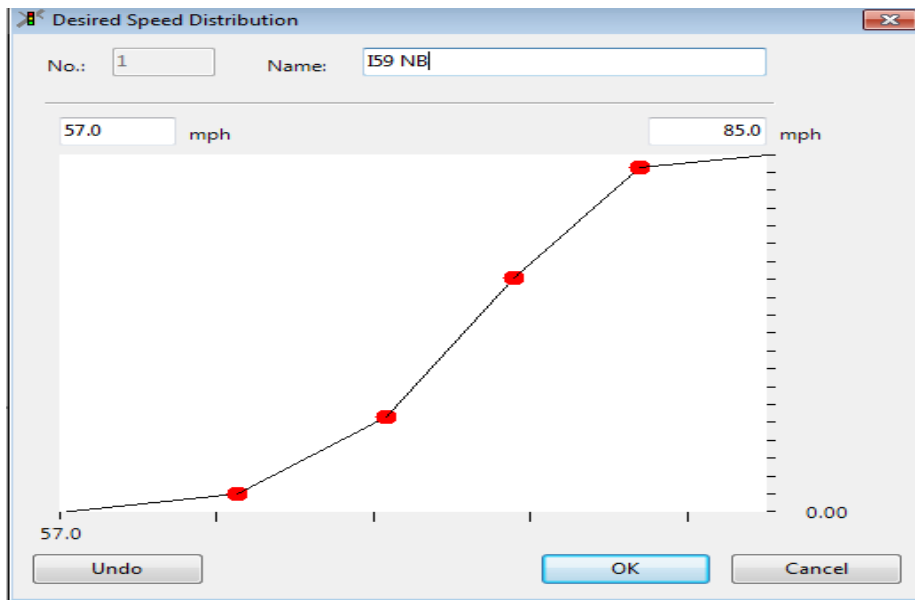 Desired Speed Distribution
No.: 1 Name: I59 NB
57.0 mph 85.0 mph
0.00
57.0
Undo OK Cancel